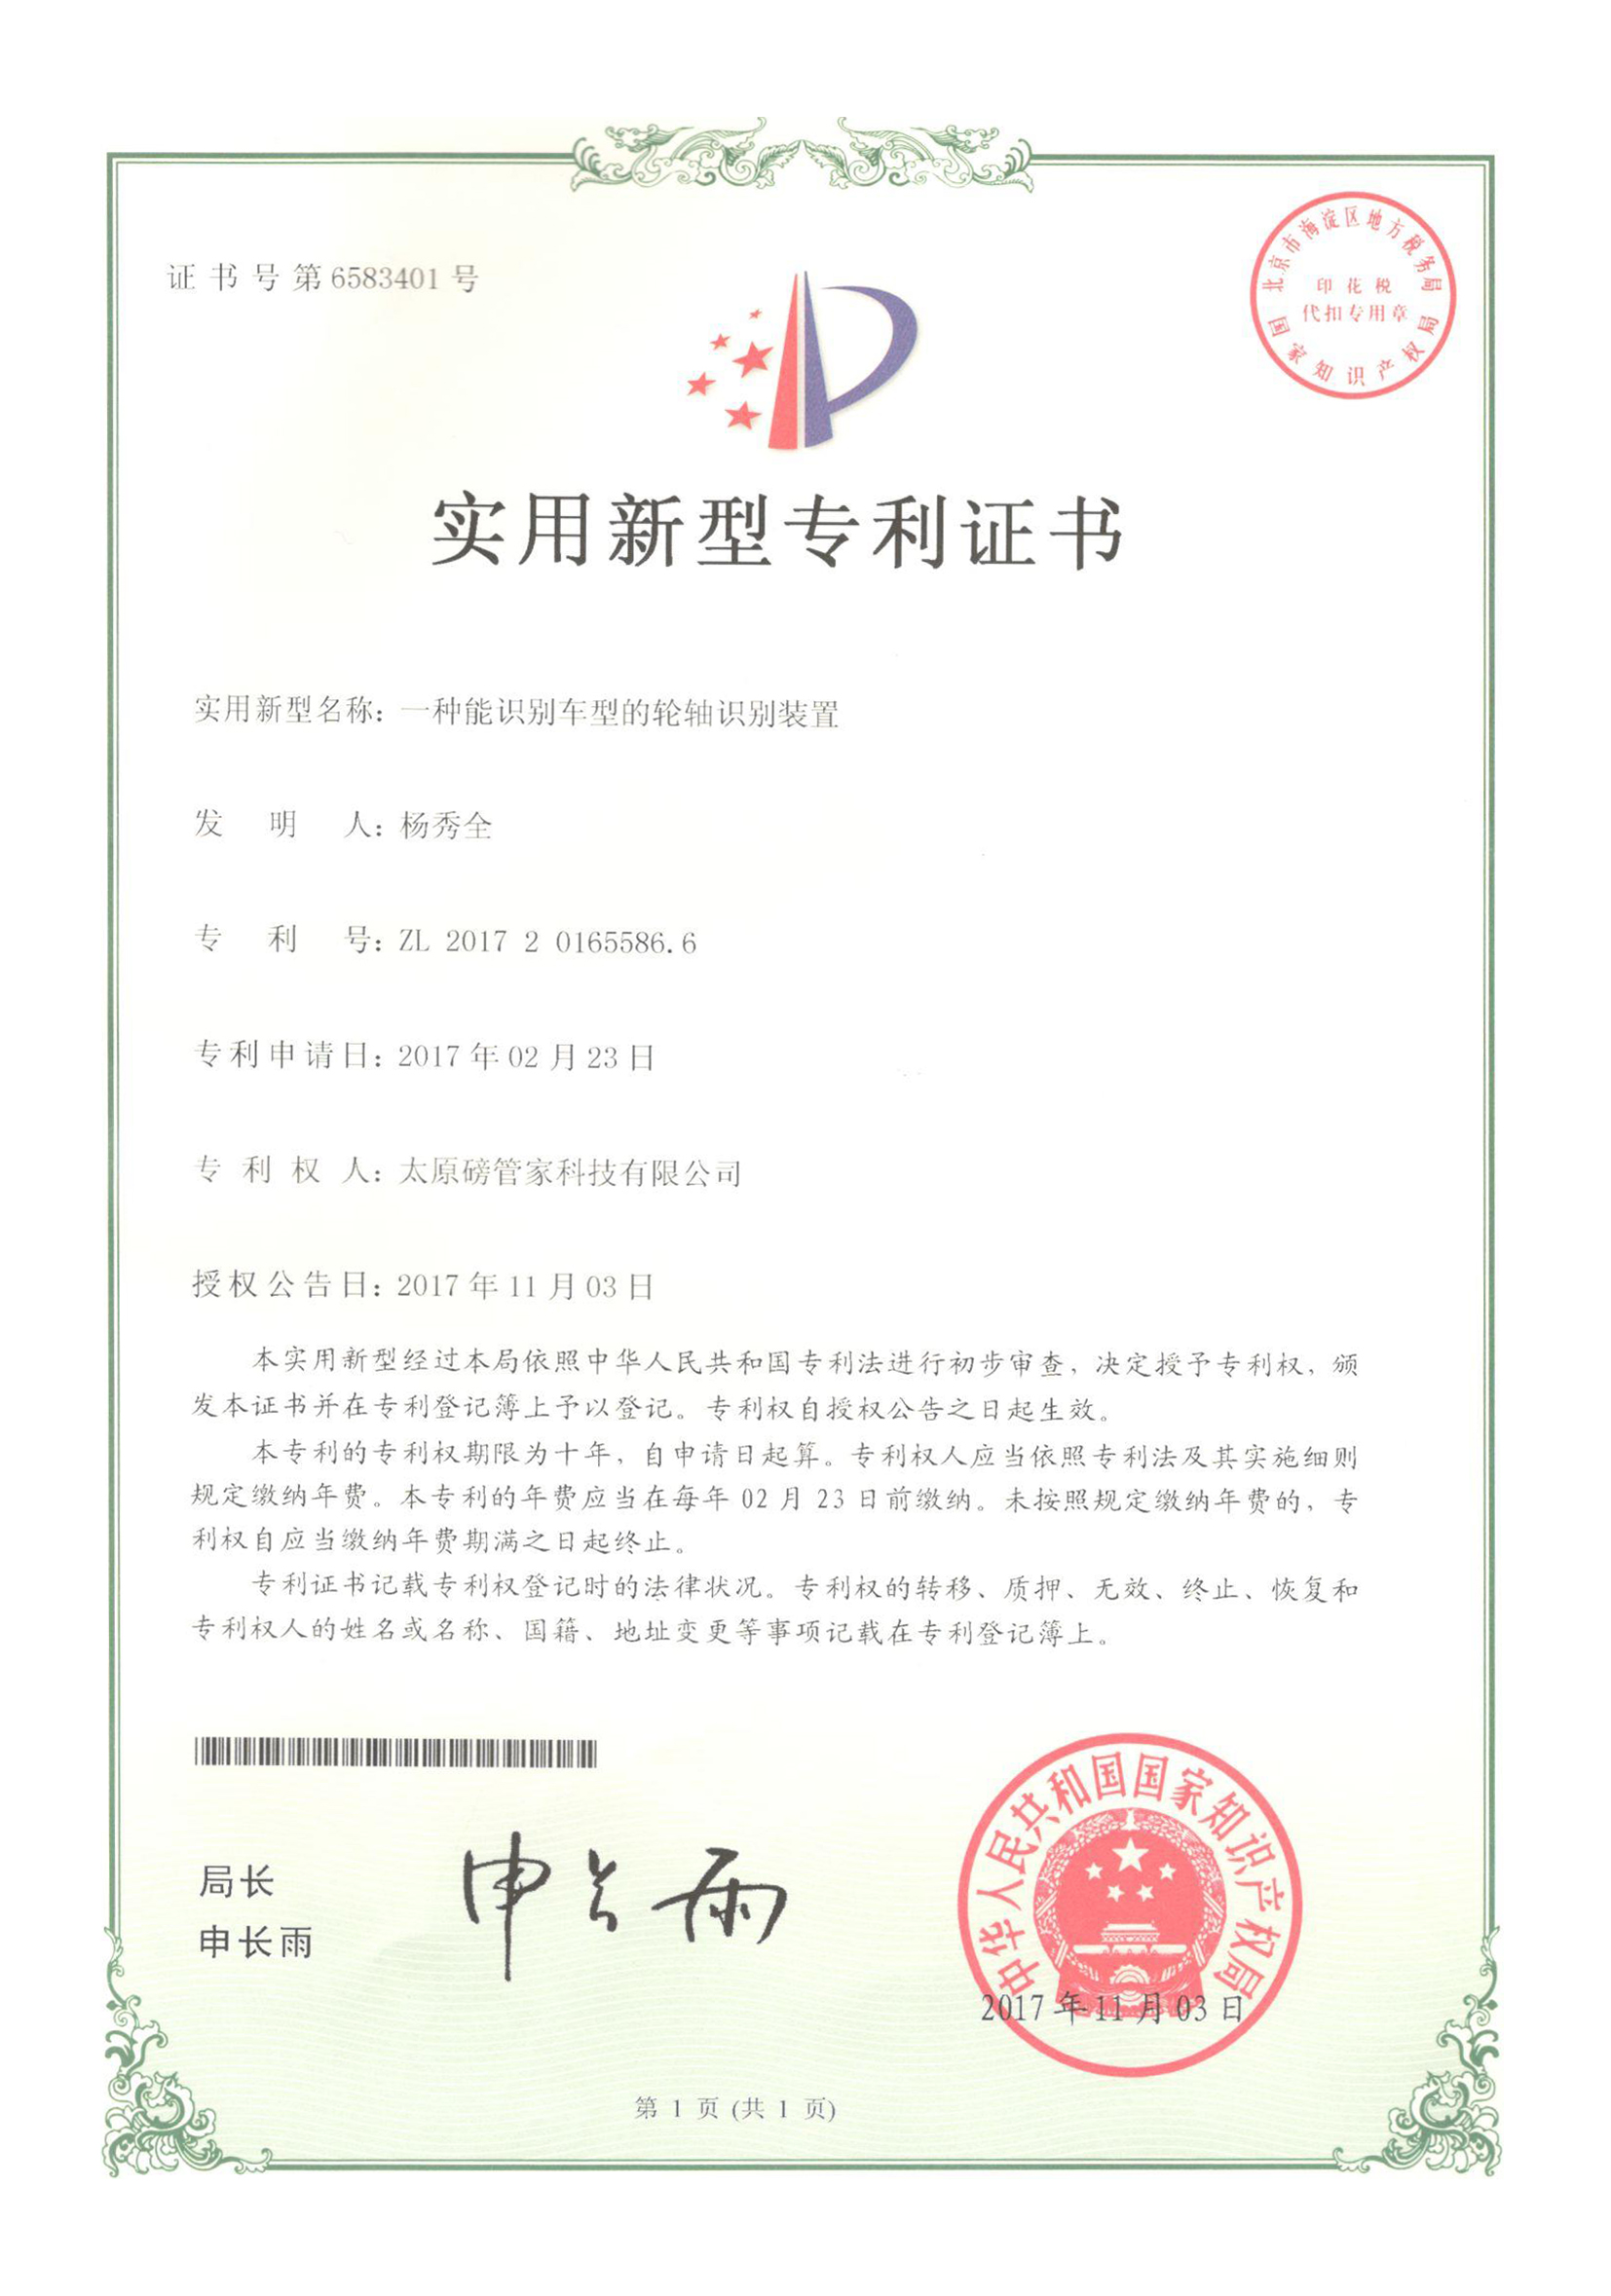 证书号第6583401号
北京市海淀区地方税务局
印花税
代扣专用章
国家知识产权局
实用新型专利证书
实用新型名称：一种能识别车型的轮轴识别装置
发明人：杨秀全
专利号：ZL 2017 2 0165586.6
专利申请日：2017年02月23日
专利权人：太原磅管家科技有限公司
授权公告日：2017年11月03日
本实用新型经过本局依照中华人民共和国专利法进行初步审查，决定授予专利权，颁
发本证书并在专利登记簿上予以登记。专利权自授权公告之日起生效。
本专利的专利权期限为十年，自申请日起算。专利权人应当依照专利法及其实施细则
规定缴纳年费。本专利的年费应当在每年02月23日前缴纳。未按照规定缴纳年费的，专
利权自应当缴纳年费期满之日起终止。
专利证书记载专利权登记时的法律状况。专利权的转移、质押、无效、终止、恢复和
专利权人的姓名或名称、国籍、地址变更等事项记载在专利登记簿上。
局长
申长雨
申长雨
中华人民共和国国家知识产权局
2017年11月03日
第 1 页 (共 1 页)